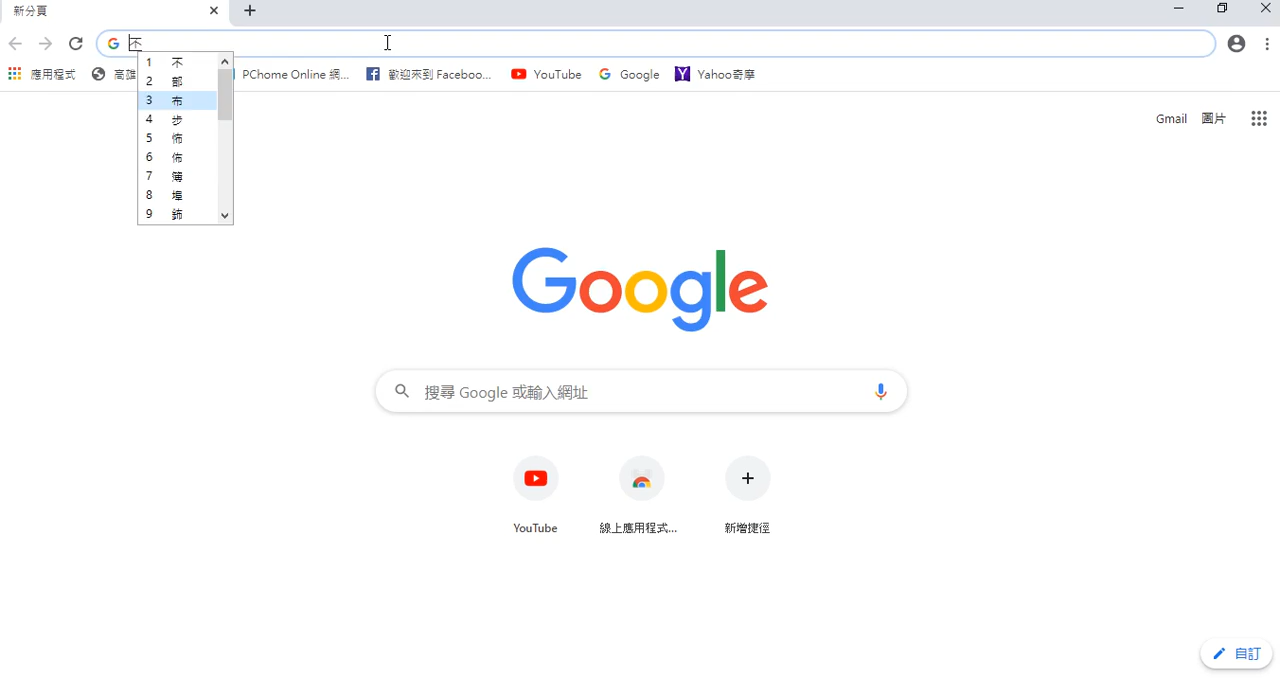 新分頁
不
應用程式
高雄
PChome Online 網...
歡迎來到 Faceboo...
YouTube
Google
Yahoo奇摩
1 不
2 部
3 布
4 步
5 怖
6 佈
7 簿
8 埠
9 鈽
Gmail
圖片
Google
搜尋 Google 或輸入網址
YouTube
線上應用程式...
新增捷徑
自訂